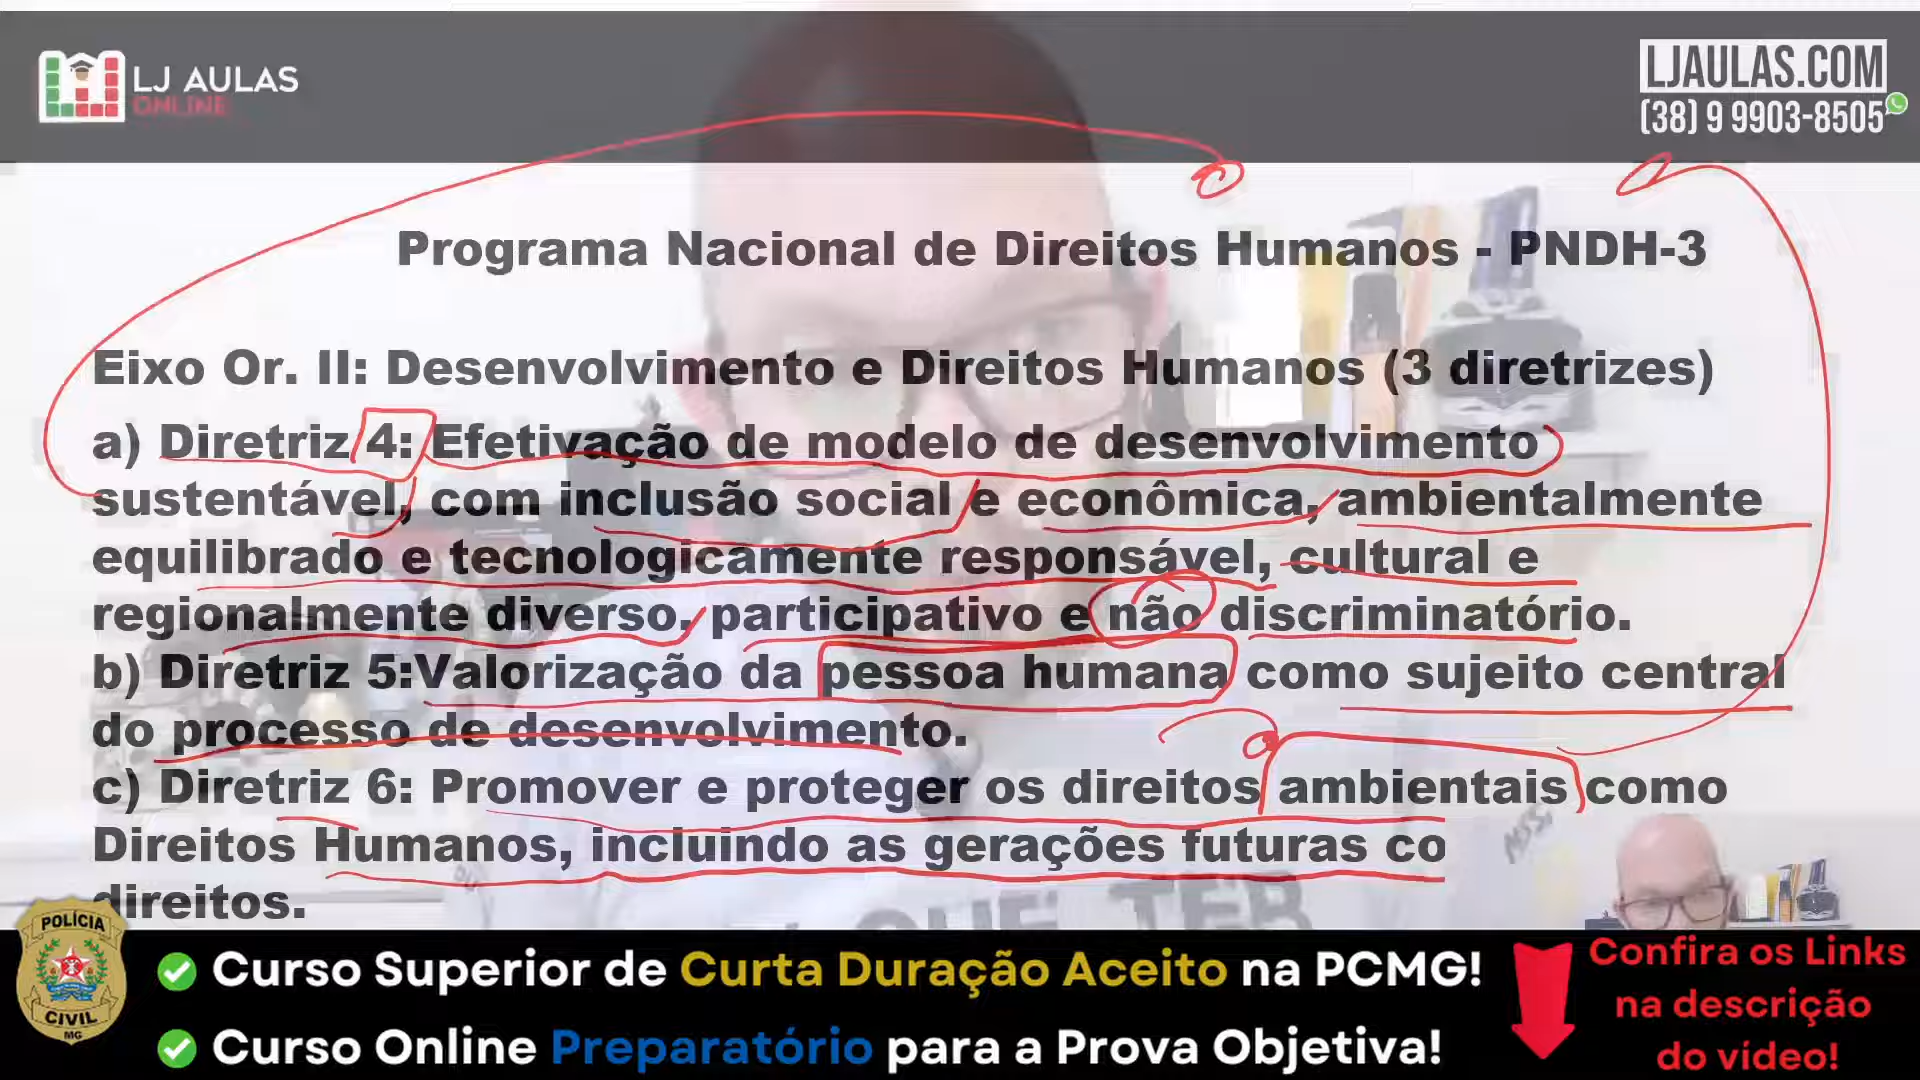 LJ AULAS
ONLINE
LJAULAS.COM
(38) 9 9903-8505
Programa Nacional de Direitos Humanos - PNDH-3
Eixo Or. II: Desenvolvimento e Direitos Humanos (3 diretrizes)
a) Diretriz 4: Efetivação de modelo de desenvolvimento
sustentável, com inclusão social e econômica, ambientalmente
equilibrado e tecnologicamente responsável, cultural e
regionalmente diverso, participativo e não discriminatório.
b) Diretriz 5:Valorização da pessoa humana como sujeito central
do processo de desenvolvimento.
c) Diretriz 6: Promover e proteger os direitos ambientais como
Direitos Humanos, incluindo as gerações futuras co
direitos.
POLÍCIA
CIVIL
MG
Curso Superior de Curta Duração Aceito na PCMG!
Curso Online Preparatório para a Prova Objetiva!
Confira os Links
na descrição
do vídeo!